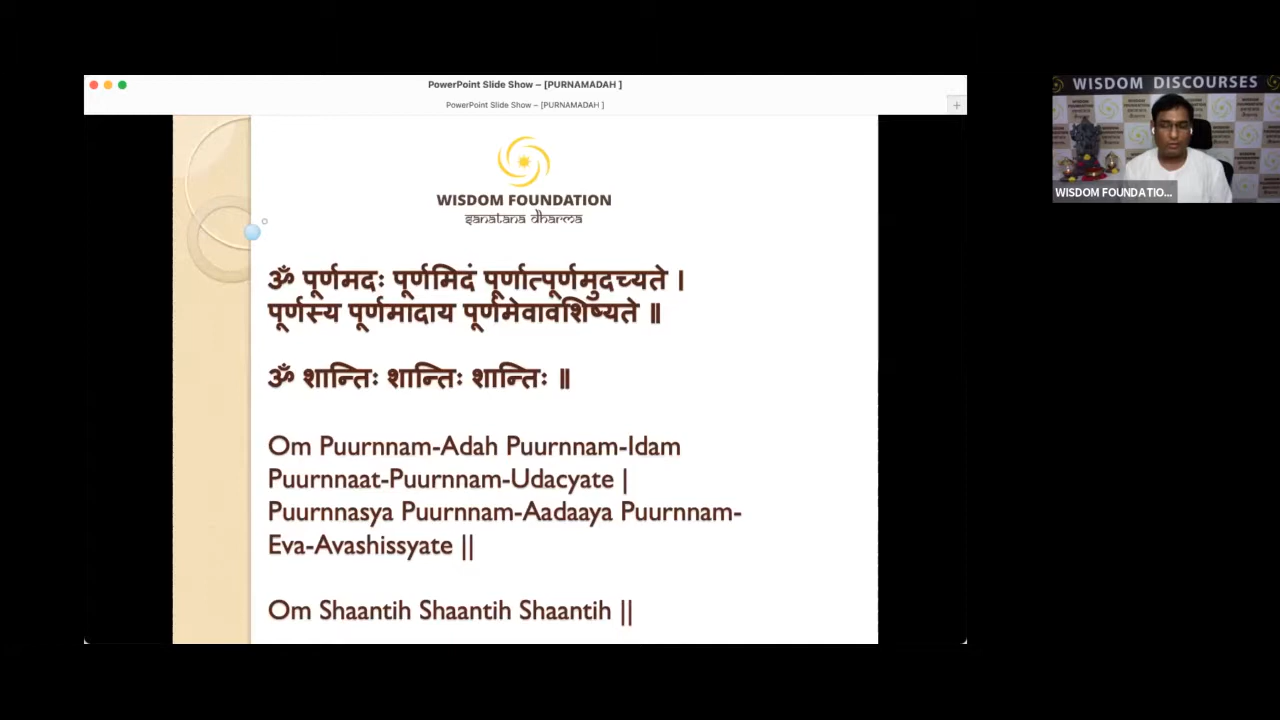 PowerPoint Slide Show – [PURNAMADAH ]
PowerPoint Slide Show – [PURNAMADAH ]
WISDOM FOUNDATION
sanatana dharma
ॐ पूर्णमदः पूर्णमिदं पूर्णात्पूर्णमुदच्यते ।
पूर्णस्य पूर्णमादाय पूर्णमेवावशिष्यते ॥
ॐ शान्तिः शान्तिः शान्तिः ॥
Om Puurnnam-Adah Puurnnam-Idam
Puurnnaat-Puurnnam-Udacyate |
Puurnnasya Puurnnam-Aadaaya Puurnnam-
Eva-Avashissyate ||
Om Shaantih Shaantih Shaantih ||
WISDOM DISCOURSES
WISDOM FOUNDATIO...